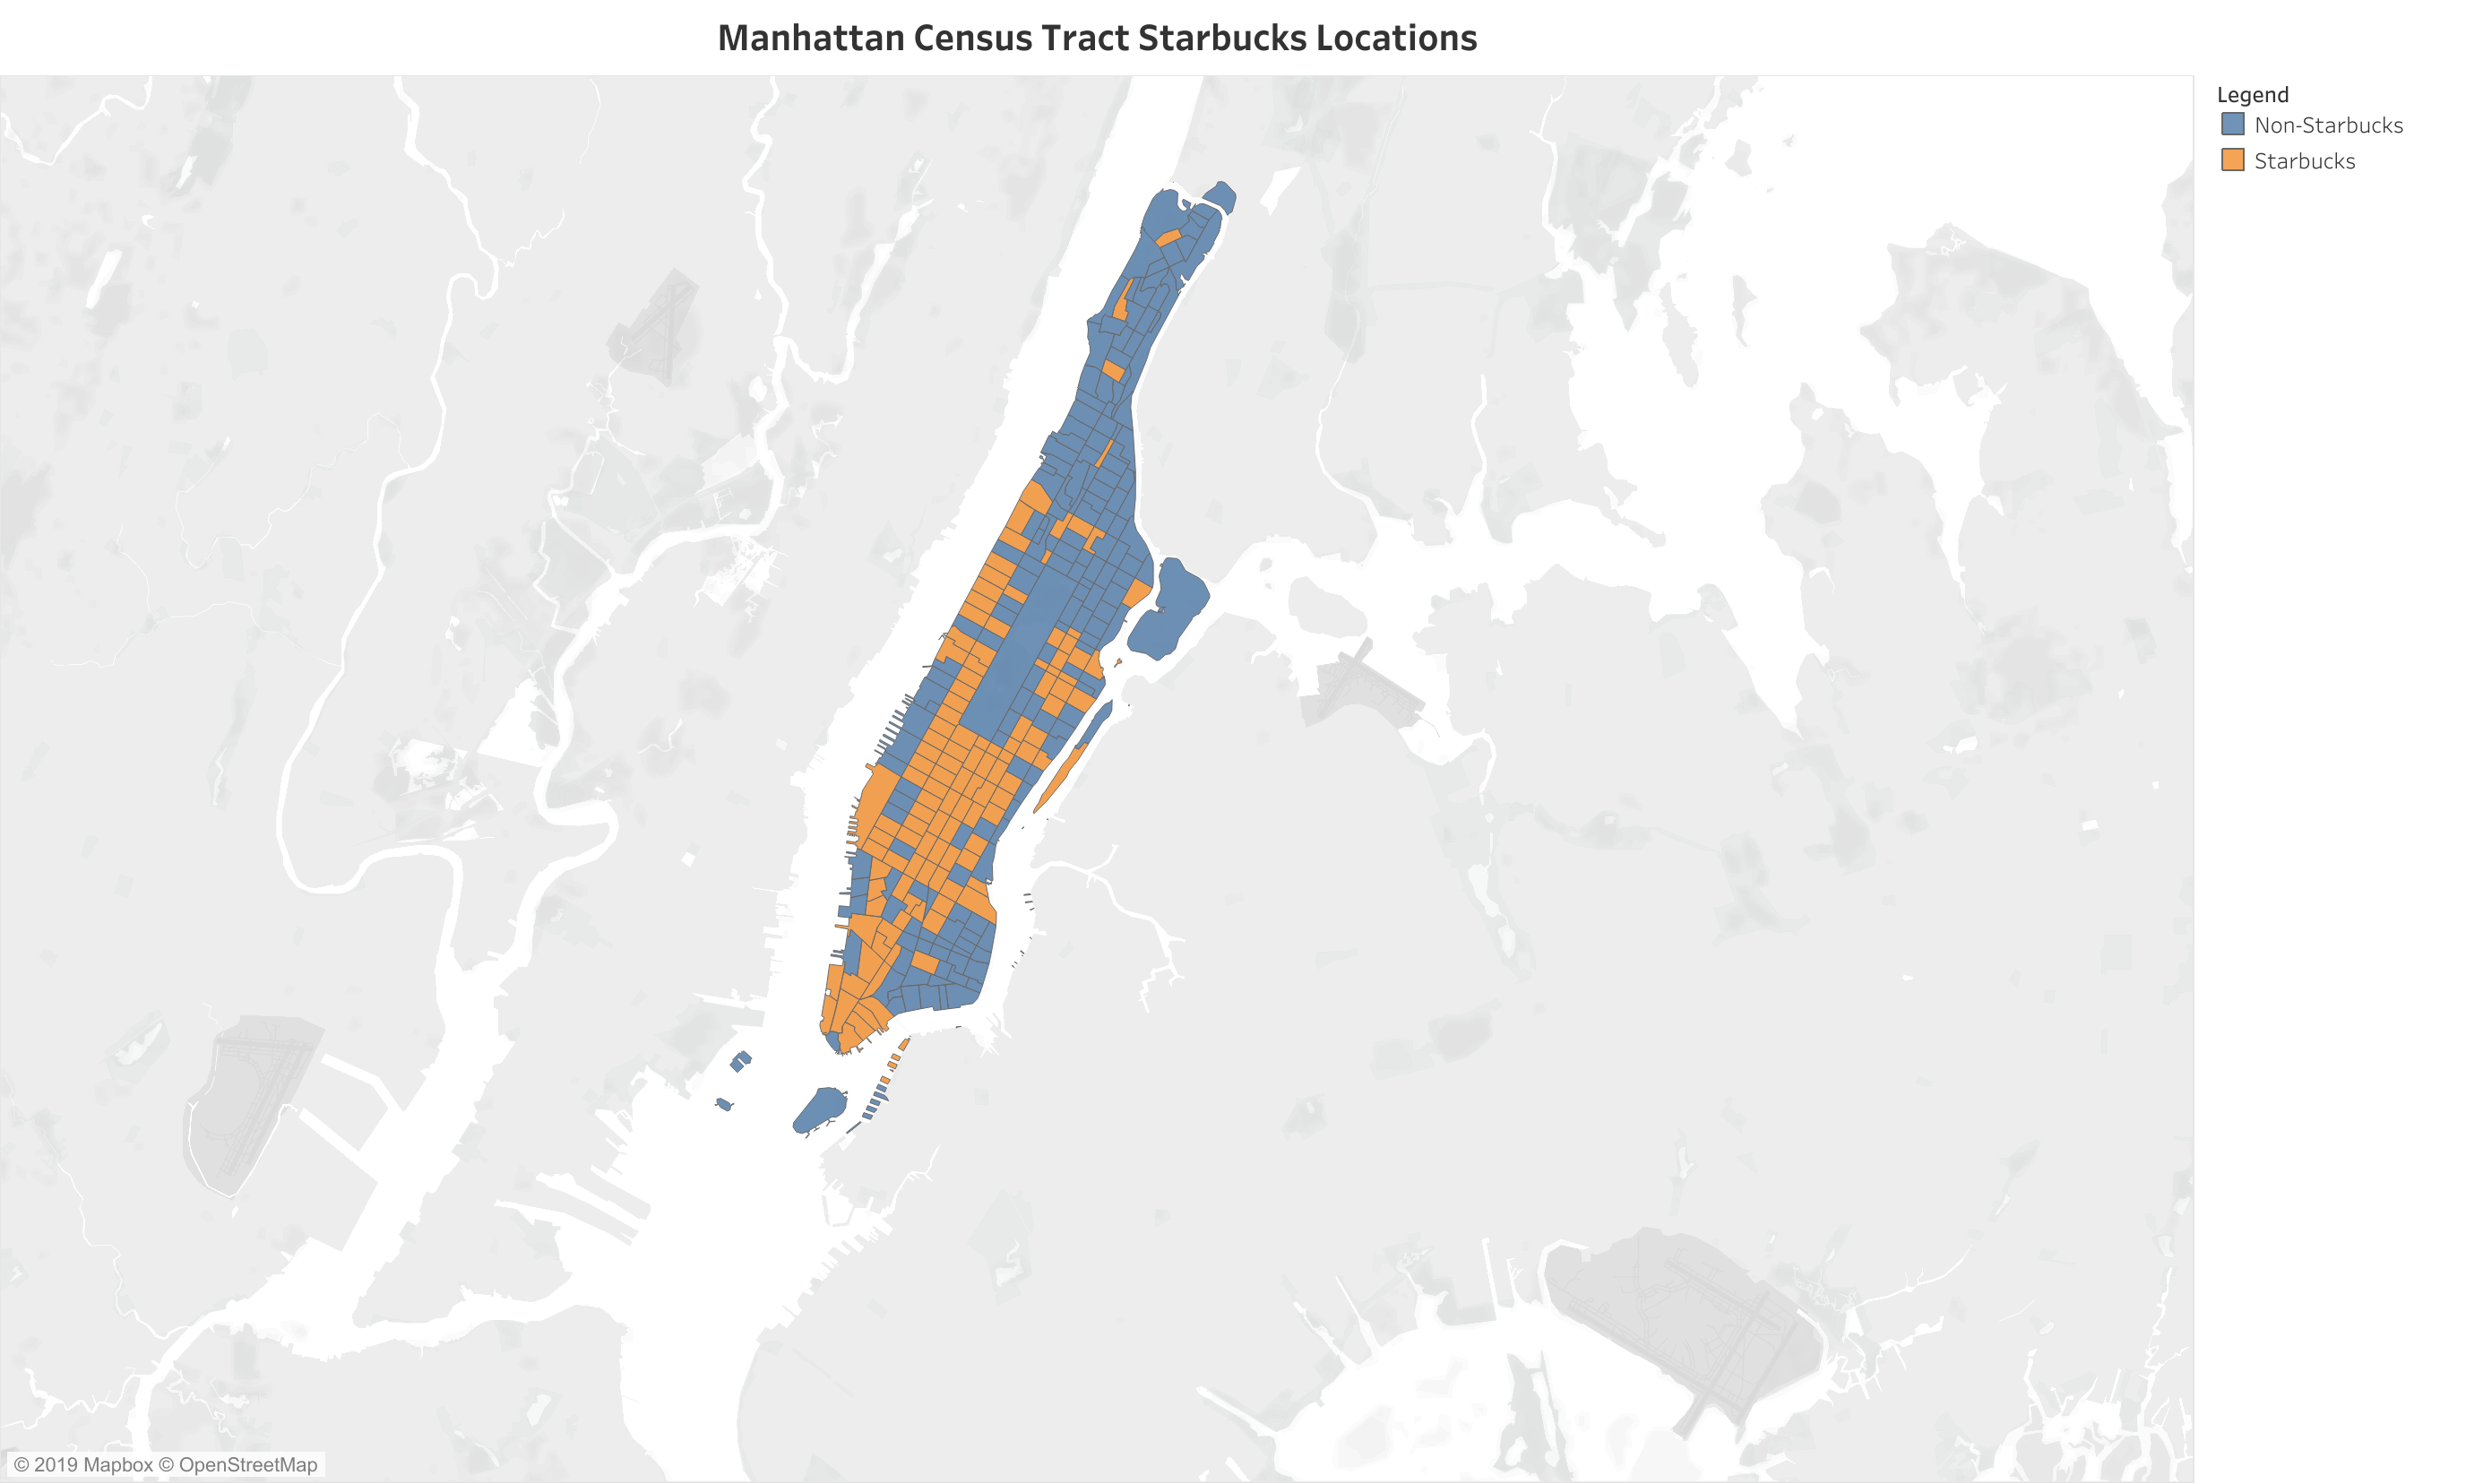 Manhattan Census Tract Starbucks Locations
Legend
Non-Starbucks
Starbucks
© 2019 Mapbox © OpenStreetMap